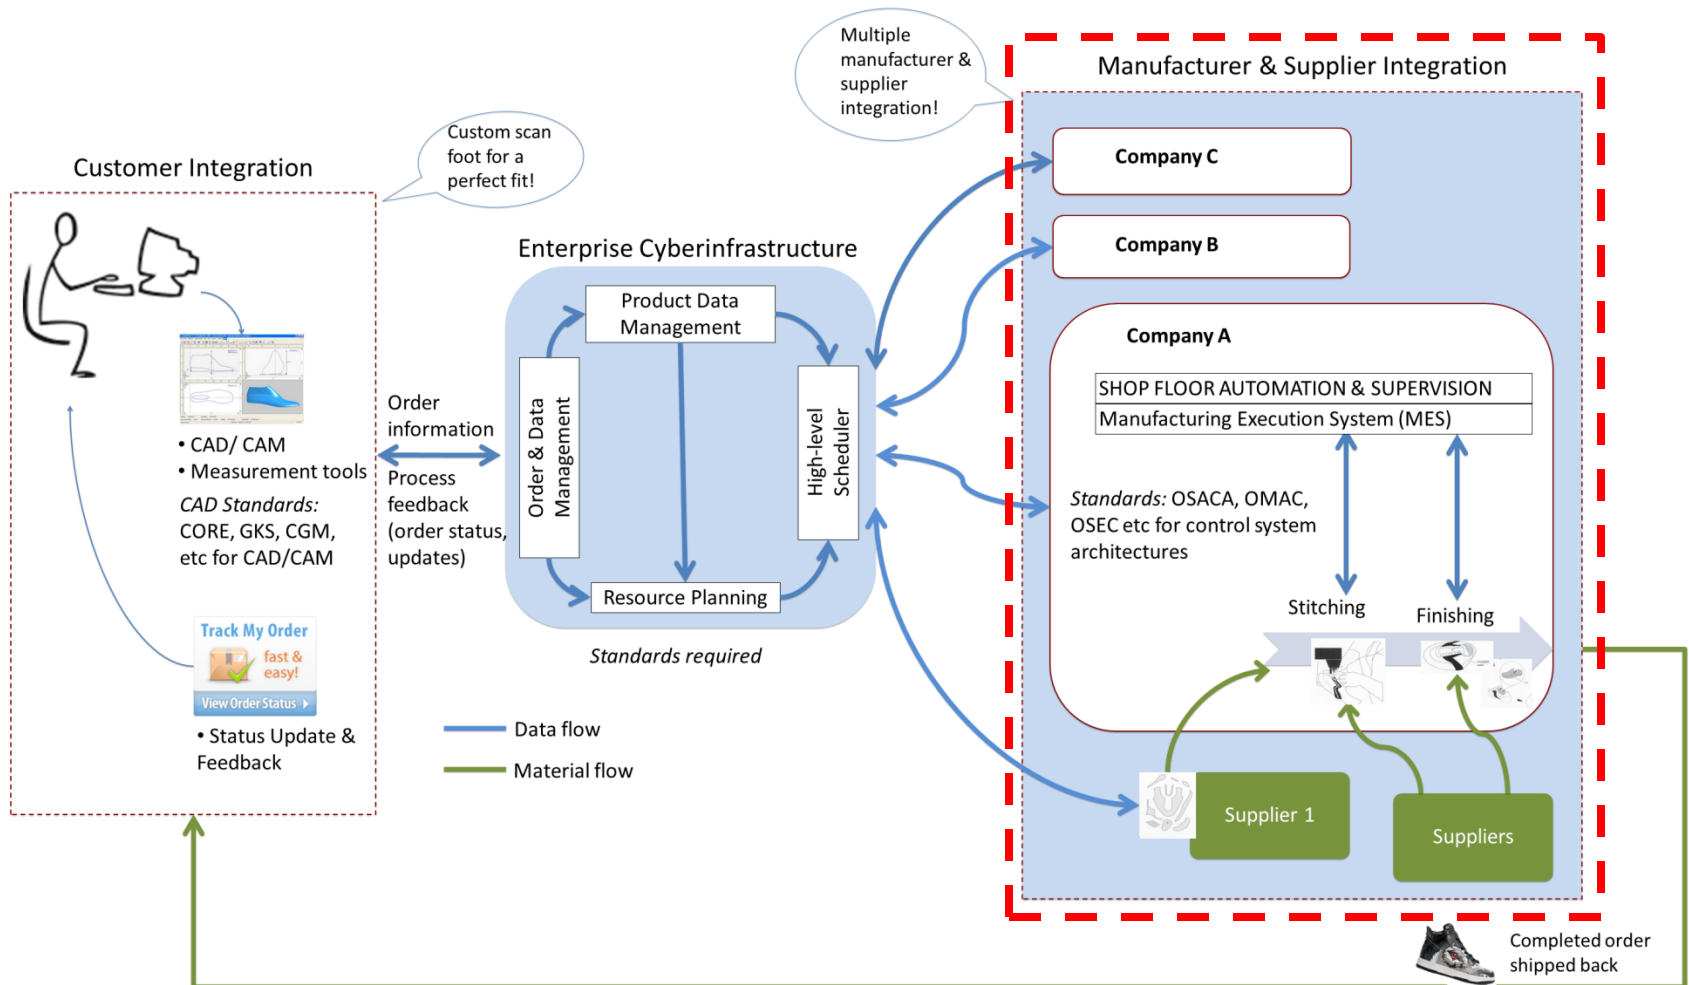 Multiple
manufacturer &
supplier
integration!
Manufacturer & Supplier Integration
Custom scan
foot for a
perfect fit!
Customer Integration
Company C
Company B
Enterprise Cyberinfrastructure
Product Data
Management
Order & Data
Management
High-level
Scheduler
Resource Planning
Standards required
Company A
SHOP FLOOR AUTOMATION & SUPERVISION
Manufacturing Execution System (MES)
Standards: OSACA, OMAC,
OSEC etc for control system
architectures
Stitching
Finishing
Order
information
Process
feedback
(order status,
updates)
• CAD/ CAM
• Measurement tools
CAD Standards:
CORE, GKS, CGM,
etc for CAD/CAM
Track My Order
fast &
easy!
View Order Status
• Status Update &
Feedback
Data flow
Material flow
Supplier 1
Suppliers
Completed order
shipped back